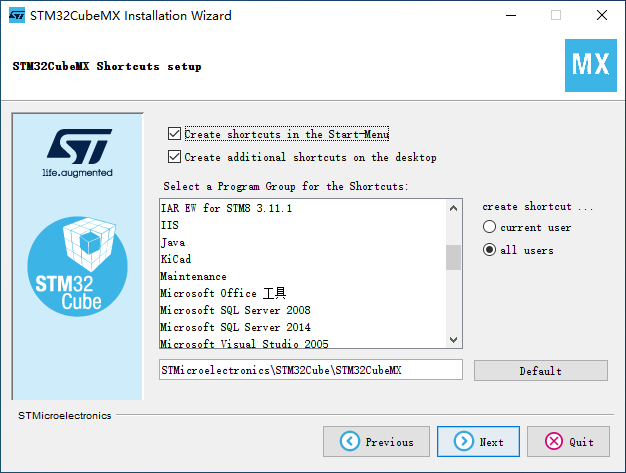 STM32CubeMX Installation Wizard
STM32CubeMX Shortcuts setup
MX
ST
life.augmented
STM32
Cube
Create shortcuts in the Start-Menu
Create additional shortcuts on the desktop
Select a Program Group for the Shortcuts:
IAR EW for STM8 3.11.1
IIS
Java
KiCad
Maintenance
Microsoft Office 工具
Microsoft SQL Server 2008
Microsoft SQL Server 2014
Microsoft Visual Studio 2005
create shortcut ...
current user
all users
STMicroelectronics\STM32Cube\STM32CubeMX
Default
STMicroelectronics
Previous
Next
Quit